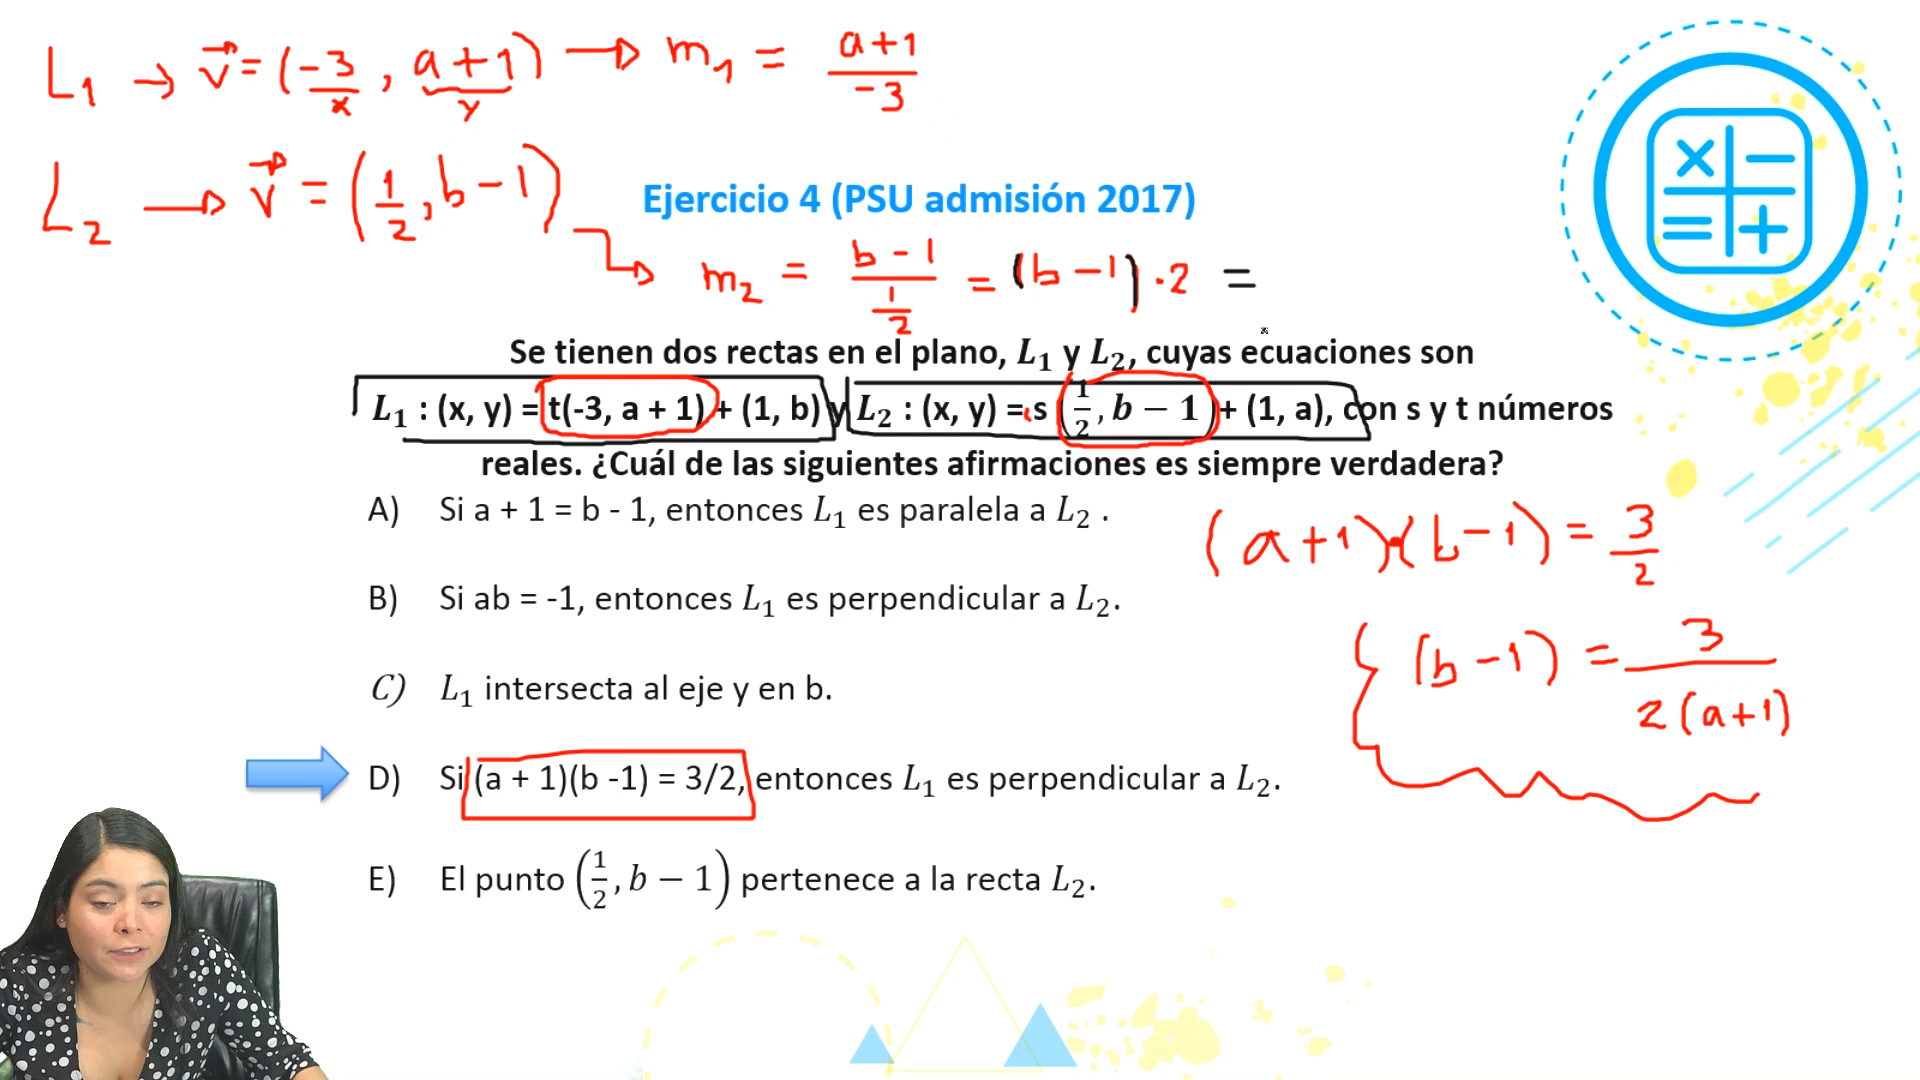 L₁ → v⃗ = (-3, a+1) → m₁ = a+1/-3
x y
L₂ → v⃗ = (1/2, b-1)
Ejercicio 4 (PSU admisión 2017)
m₂ = b-1/(1/2) = (b-1)·2 =
Se tienen dos rectas en el plano, L₁ y L₂, cuyas ecuaciones son
L₁ : (x, y) = t(-3, a + 1) + (1, b) y L₂ : (x, y) = s (1/2, b − 1) + (1, a), con s y t números
reales. ¿Cuál de las siguientes afirmaciones es siempre verdadera?
A) Si a + 1 = b - 1, entonces L₁ es paralela a L₂ .
(a+1)·(b-1) = 3/2
B) Si ab = -1, entonces L₁ es perpendicular a L₂.
(b-1) = 3/2(a+1)
C) L₁ intersecta al eje y en b.
D) Si (a + 1)(b -1) = 3/2, entonces L₁ es perpendicular a L₂.
E) El punto (1/2, b − 1) pertenece a la recta L₂.